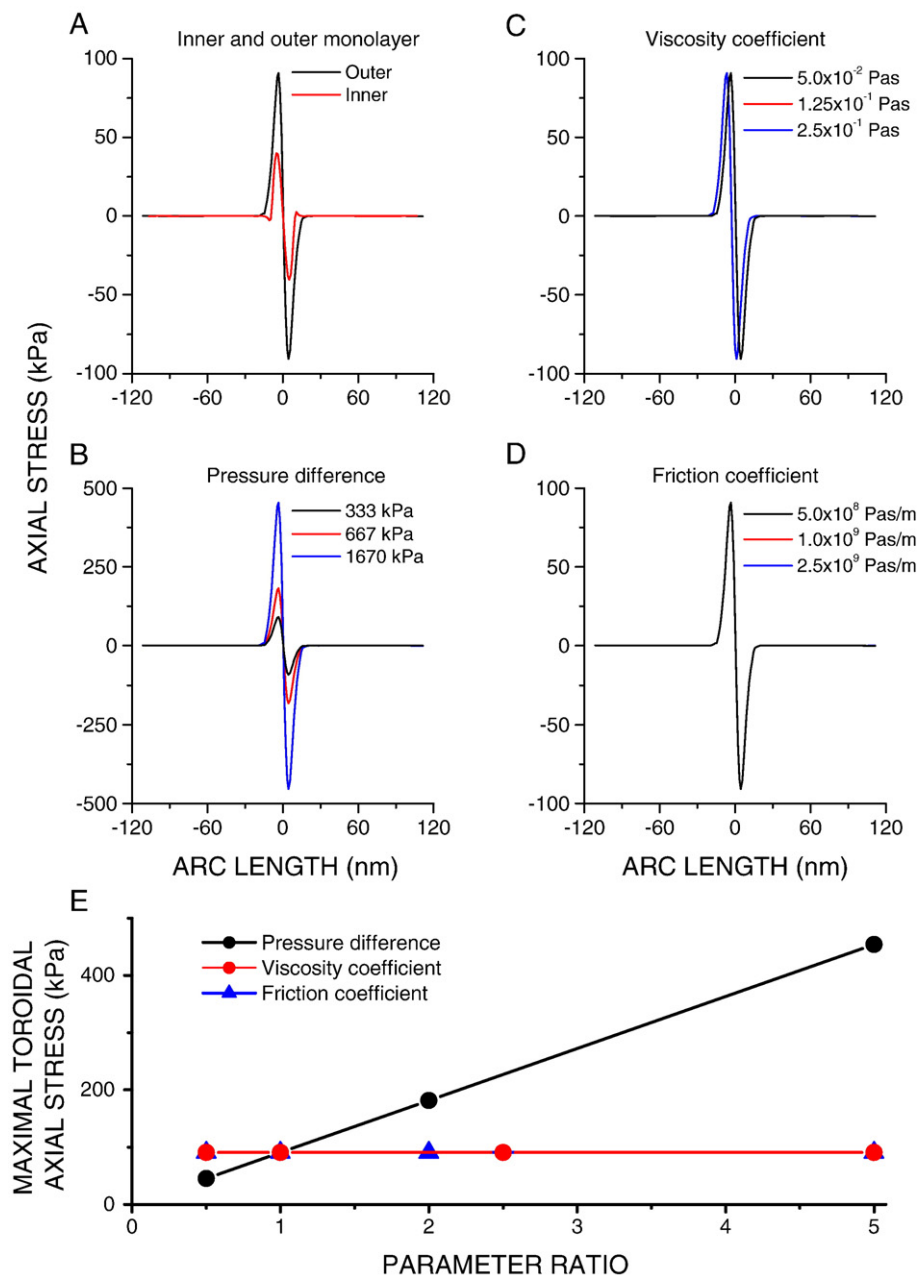 A
Inner and outer monolayer
Outer
Inner
100
50
0
-50
-100
-120
-60
0
60
120
C
Viscosity coefficient
5.0x10⁻² Pas
1.25x10⁻¹ Pas
2.5x10⁻¹ Pas
100
50
0
-50
-100
-120
-60
0
60
120
AXIAL STRESS (kPa)
B
Pressure difference
333 kPa
667 kPa
1670 kPa
500
250
0
-250
-500
-120
-60
0
60
120
ARC LENGTH (nm)
D
Friction coefficient
5.0x10⁸ Pas/m
1.0x10⁹ Pas/m
2.5x10⁹ Pas/m
100
50
0
-50
-100
-120
-60
0
60
120
ARC LENGTH (nm)
E
Pressure difference
Viscosity coefficient
Friction coefficient
MAXIMAL TOROIDAL
AXIAL STRESS (kPa)
400
200
0
0
1
2
3
4
5
PARAMETER RATIO